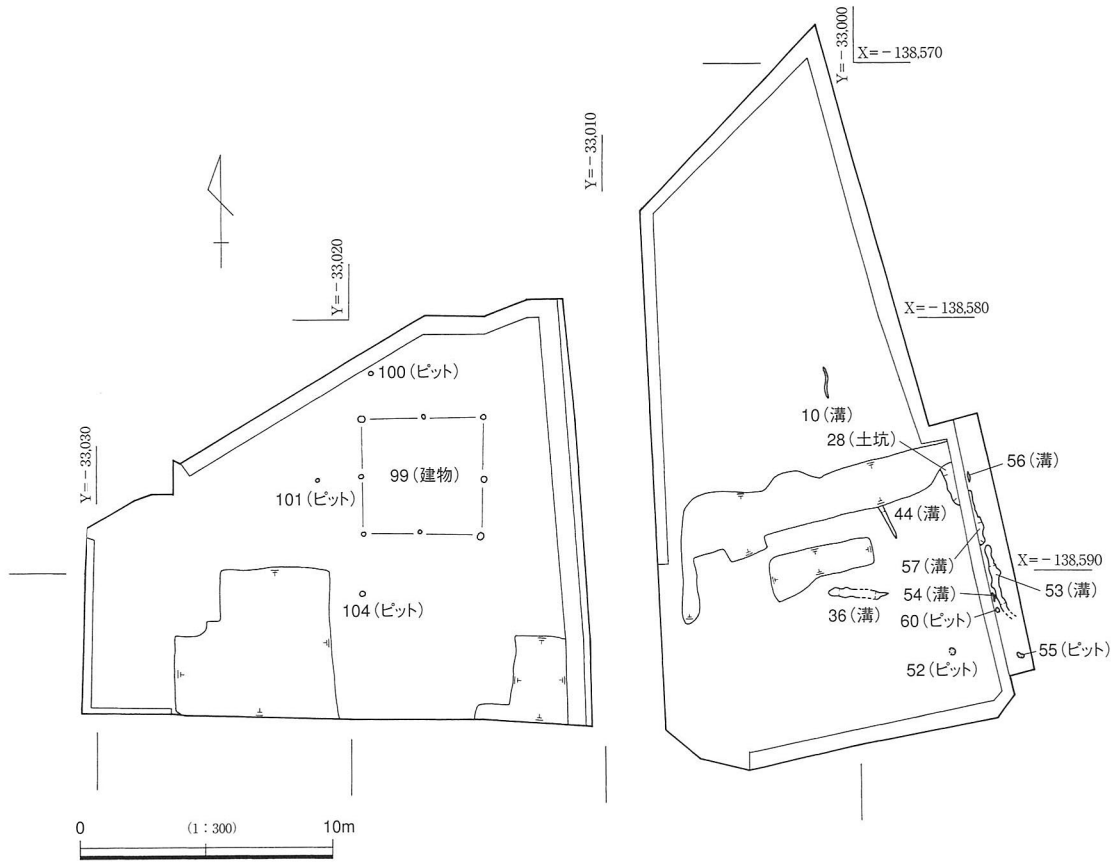 Y=－33,000
X=－138,570
Y=－33,010
Y=－33,020
X=－138,580
100（ピット）
10（溝）
28（土坑）
Y=－33,030
99（建物）
56（溝）
101（ピット）
44（溝）
57（溝）
X=－138,590
104（ピット）
36（溝）
54（溝）
53（溝）
60（ピット）
52（ピット）
55（ピット）
0 （1：300） 10m